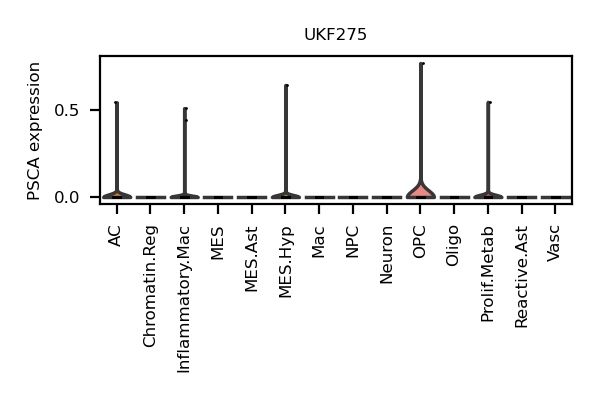 UKF275
PSCA expression
0.5
0.0
AC
Chromatin.Reg
Inflammatory.Mac
MES
MES.Ast
MES.Hyp
Mac
NPC
Neuron
OPC
Oligo
Prolif.Metab
Reactive.Ast
Vasc